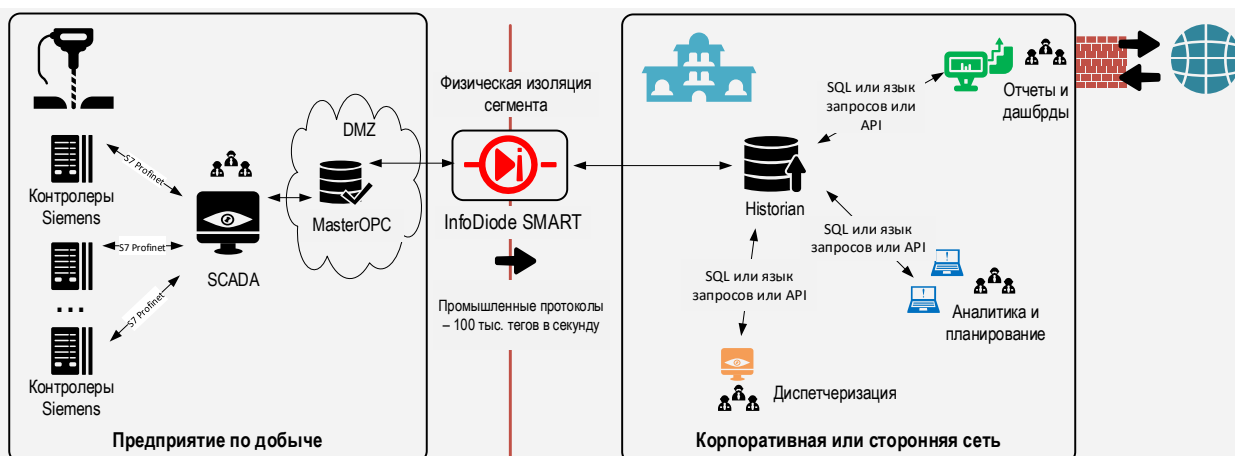 Контролеры
Siemens
S7 Profinet
S7 Profinet
...
S7 Profinet
Контролеры
Siemens
SCADA
DMZ
MasterOPC
Предприятие по добыче
Физическая изоляция
сегмента
InfoDiode SMART
Промышленные протоколы
– 100 тыс. тегов в секунду
Historian
SQL или язык
запросов или
API
Отчеты и
дашбрды
SQL или язык
запросов или API
Аналитика и
планирование
SQL или язык
запросов или API
Диспетчеризация
Корпоративная или сторонняя сеть